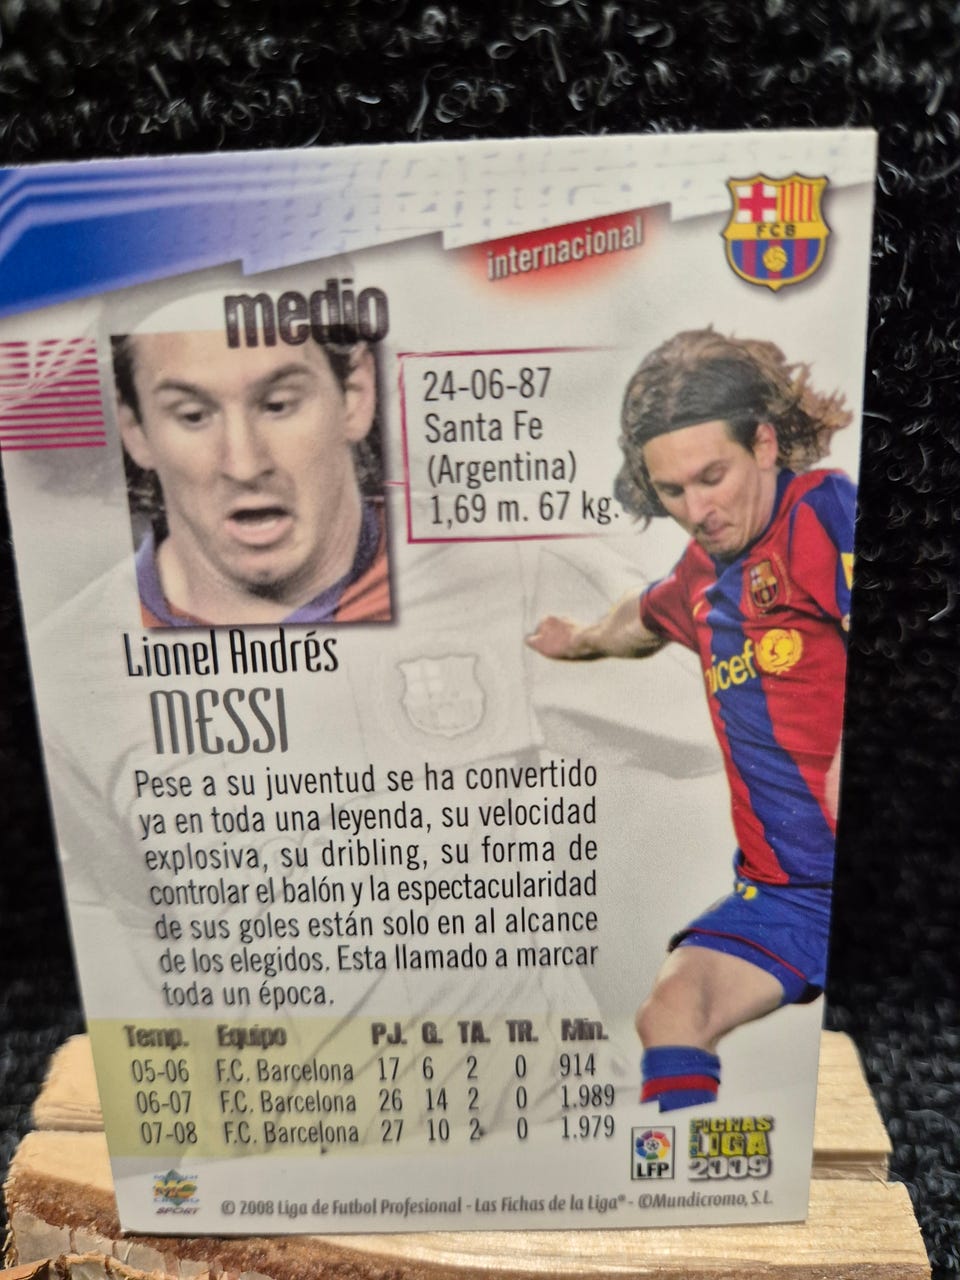 internacional
FCB
medio
24-06-87
Santa Fe
(Argentina)
1,69 m. 67 kg.
nicef
Lionel Andrés
MESSI
Pese a su juventud se ha convertido
ya en toda una leyenda, su velocidad
explosiva, su dribling, su forma de
controlar el balón y la espectacularidad
de sus goles están solo en al alcance
de los elegidos. Esta llamado a marcar
toda un época.
Temp. Equipo PJ. G. TA. TR. Min.
05-06 F.C. Barcelona 17 6 2 0 914
06-07 F.C. Barcelona 26 14 2 0 1.989
07-08 F.C. Barcelona 27 10 2 0 1.979
LFP
FICHAS
LIGA
2009
SPORT
© 2008 Liga de Futbol Profesional - Las Fichas de la Liga® - ©Mundicromo, S.L.